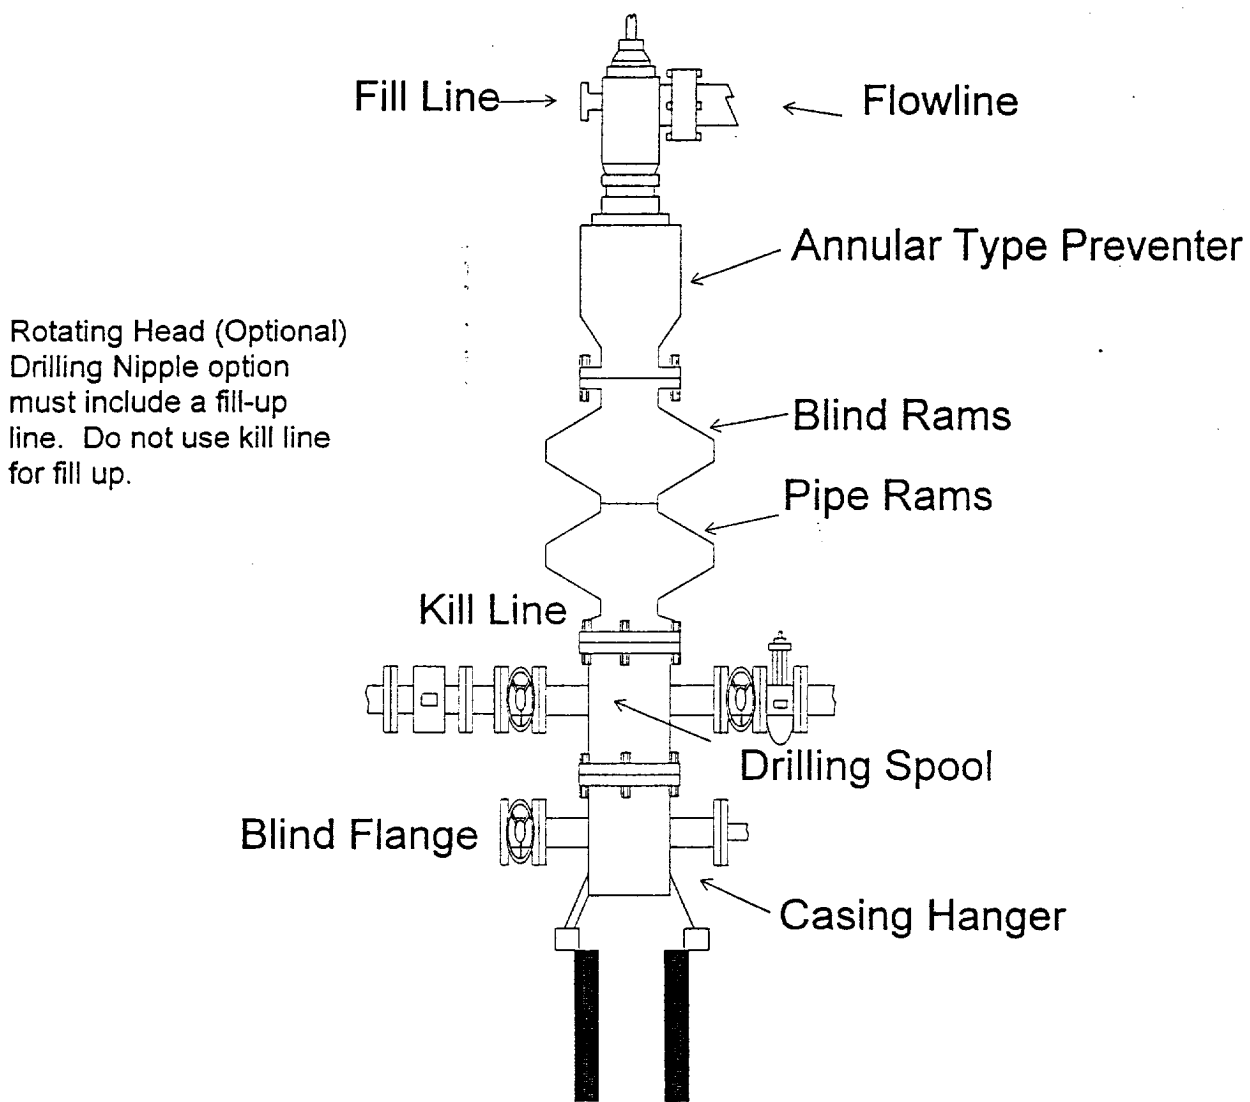 Fill Line
Flowline
Annular Type Preventer
Rotating Head (Optional)
Drilling Nipple option
must include a fill-up
line. Do not use kill line
for fill up.
Blind Rams
Pipe Rams
Kill Line
Drilling Spool
Blind Flange
Casing Hanger